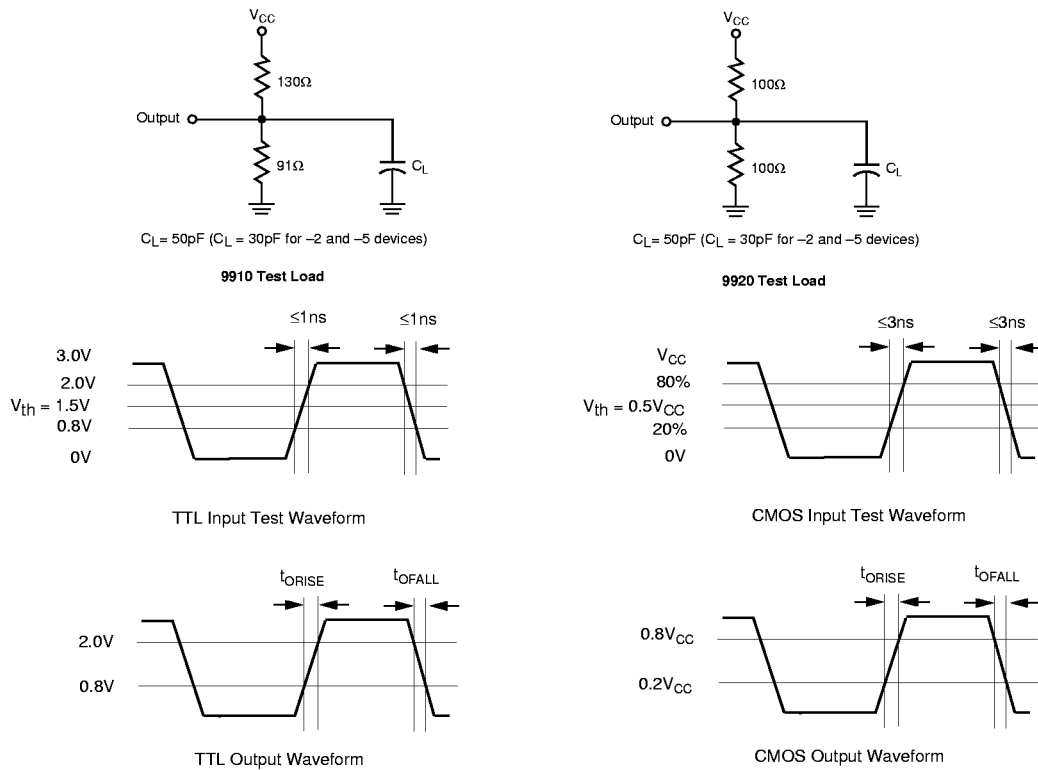 VCC
130Ω
Output
91Ω
CL
CL= 50pF (CL = 30pF for –2 and –5 devices)
9910 Test Load
VCC
100Ω
Output
100Ω
CL
CL= 50pF (CL = 30pF for –2 and –5 devices)
9920 Test Load
≤1ns
≤1ns
3.0V
2.0V
Vth = 1.5V
0.8V
0V
TTL Input Test Waveform
≤3ns
≤3ns
VCC
80%
Vth = 0.5VCC
20%
0V
CMOS Input Test Waveform
tORISE
tOFALL
2.0V
0.8V
TTL Output Waveform
tORISE
tOFALL
0.8VCC
0.2VCC
CMOS Output Waveform